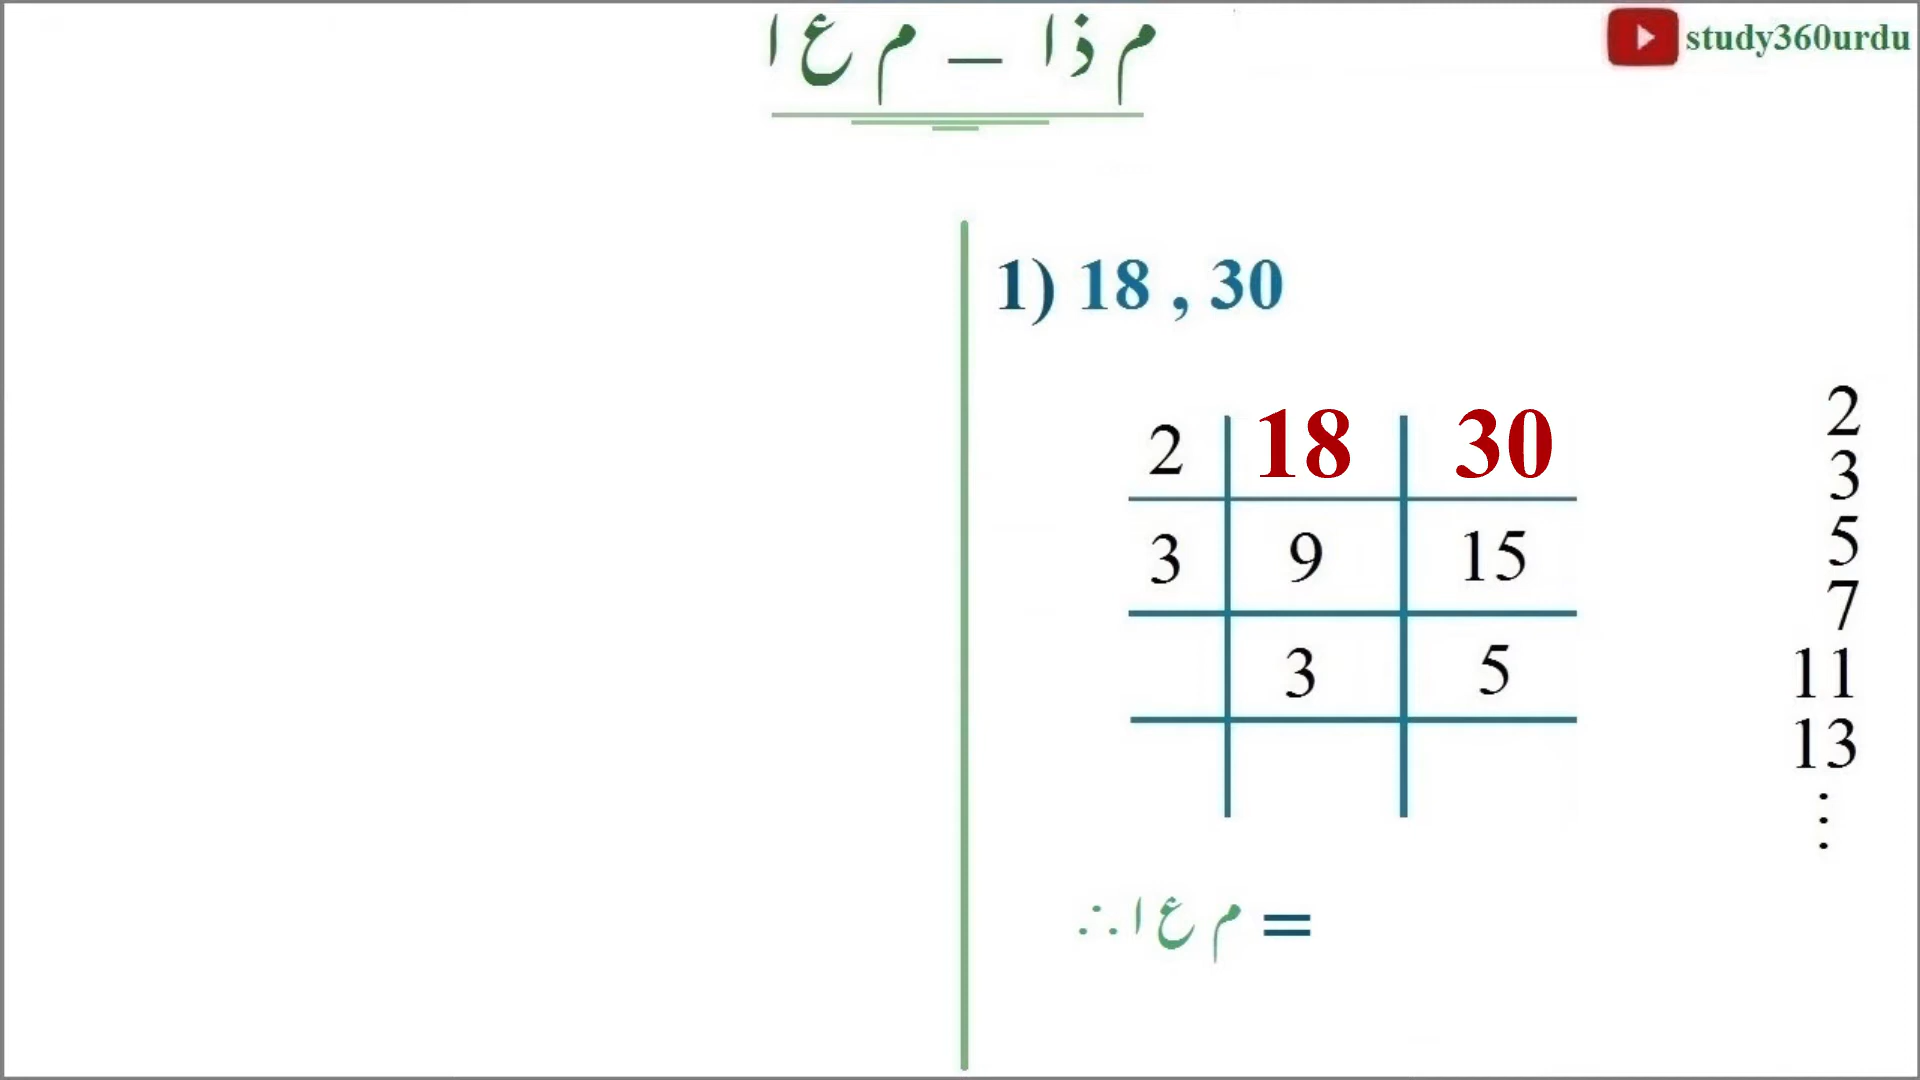 م ذ ا – م ع ا
study360urdu
1) 18 , 30
2 18 30
3 9 15
3 5
2
3
5
7
11
13
⋮
∴ م ع ا =